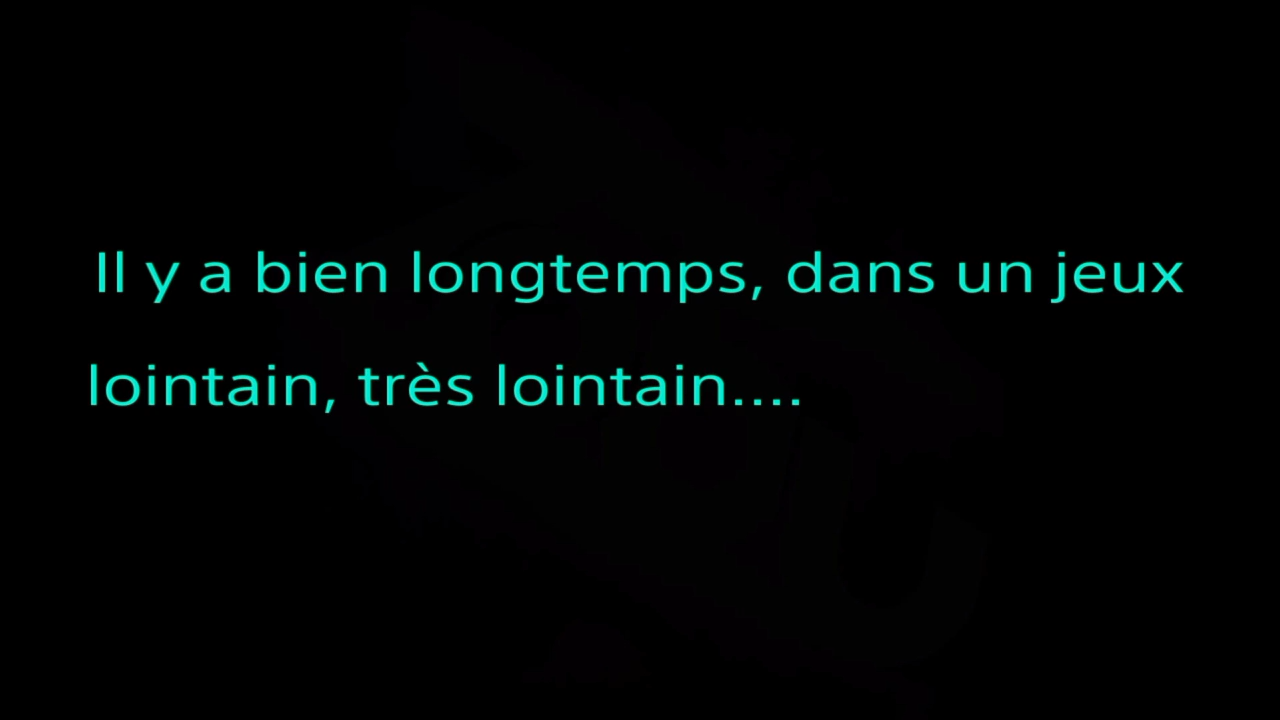 Il y a bien longtemps, dans un jeux
lointain, très lointain....